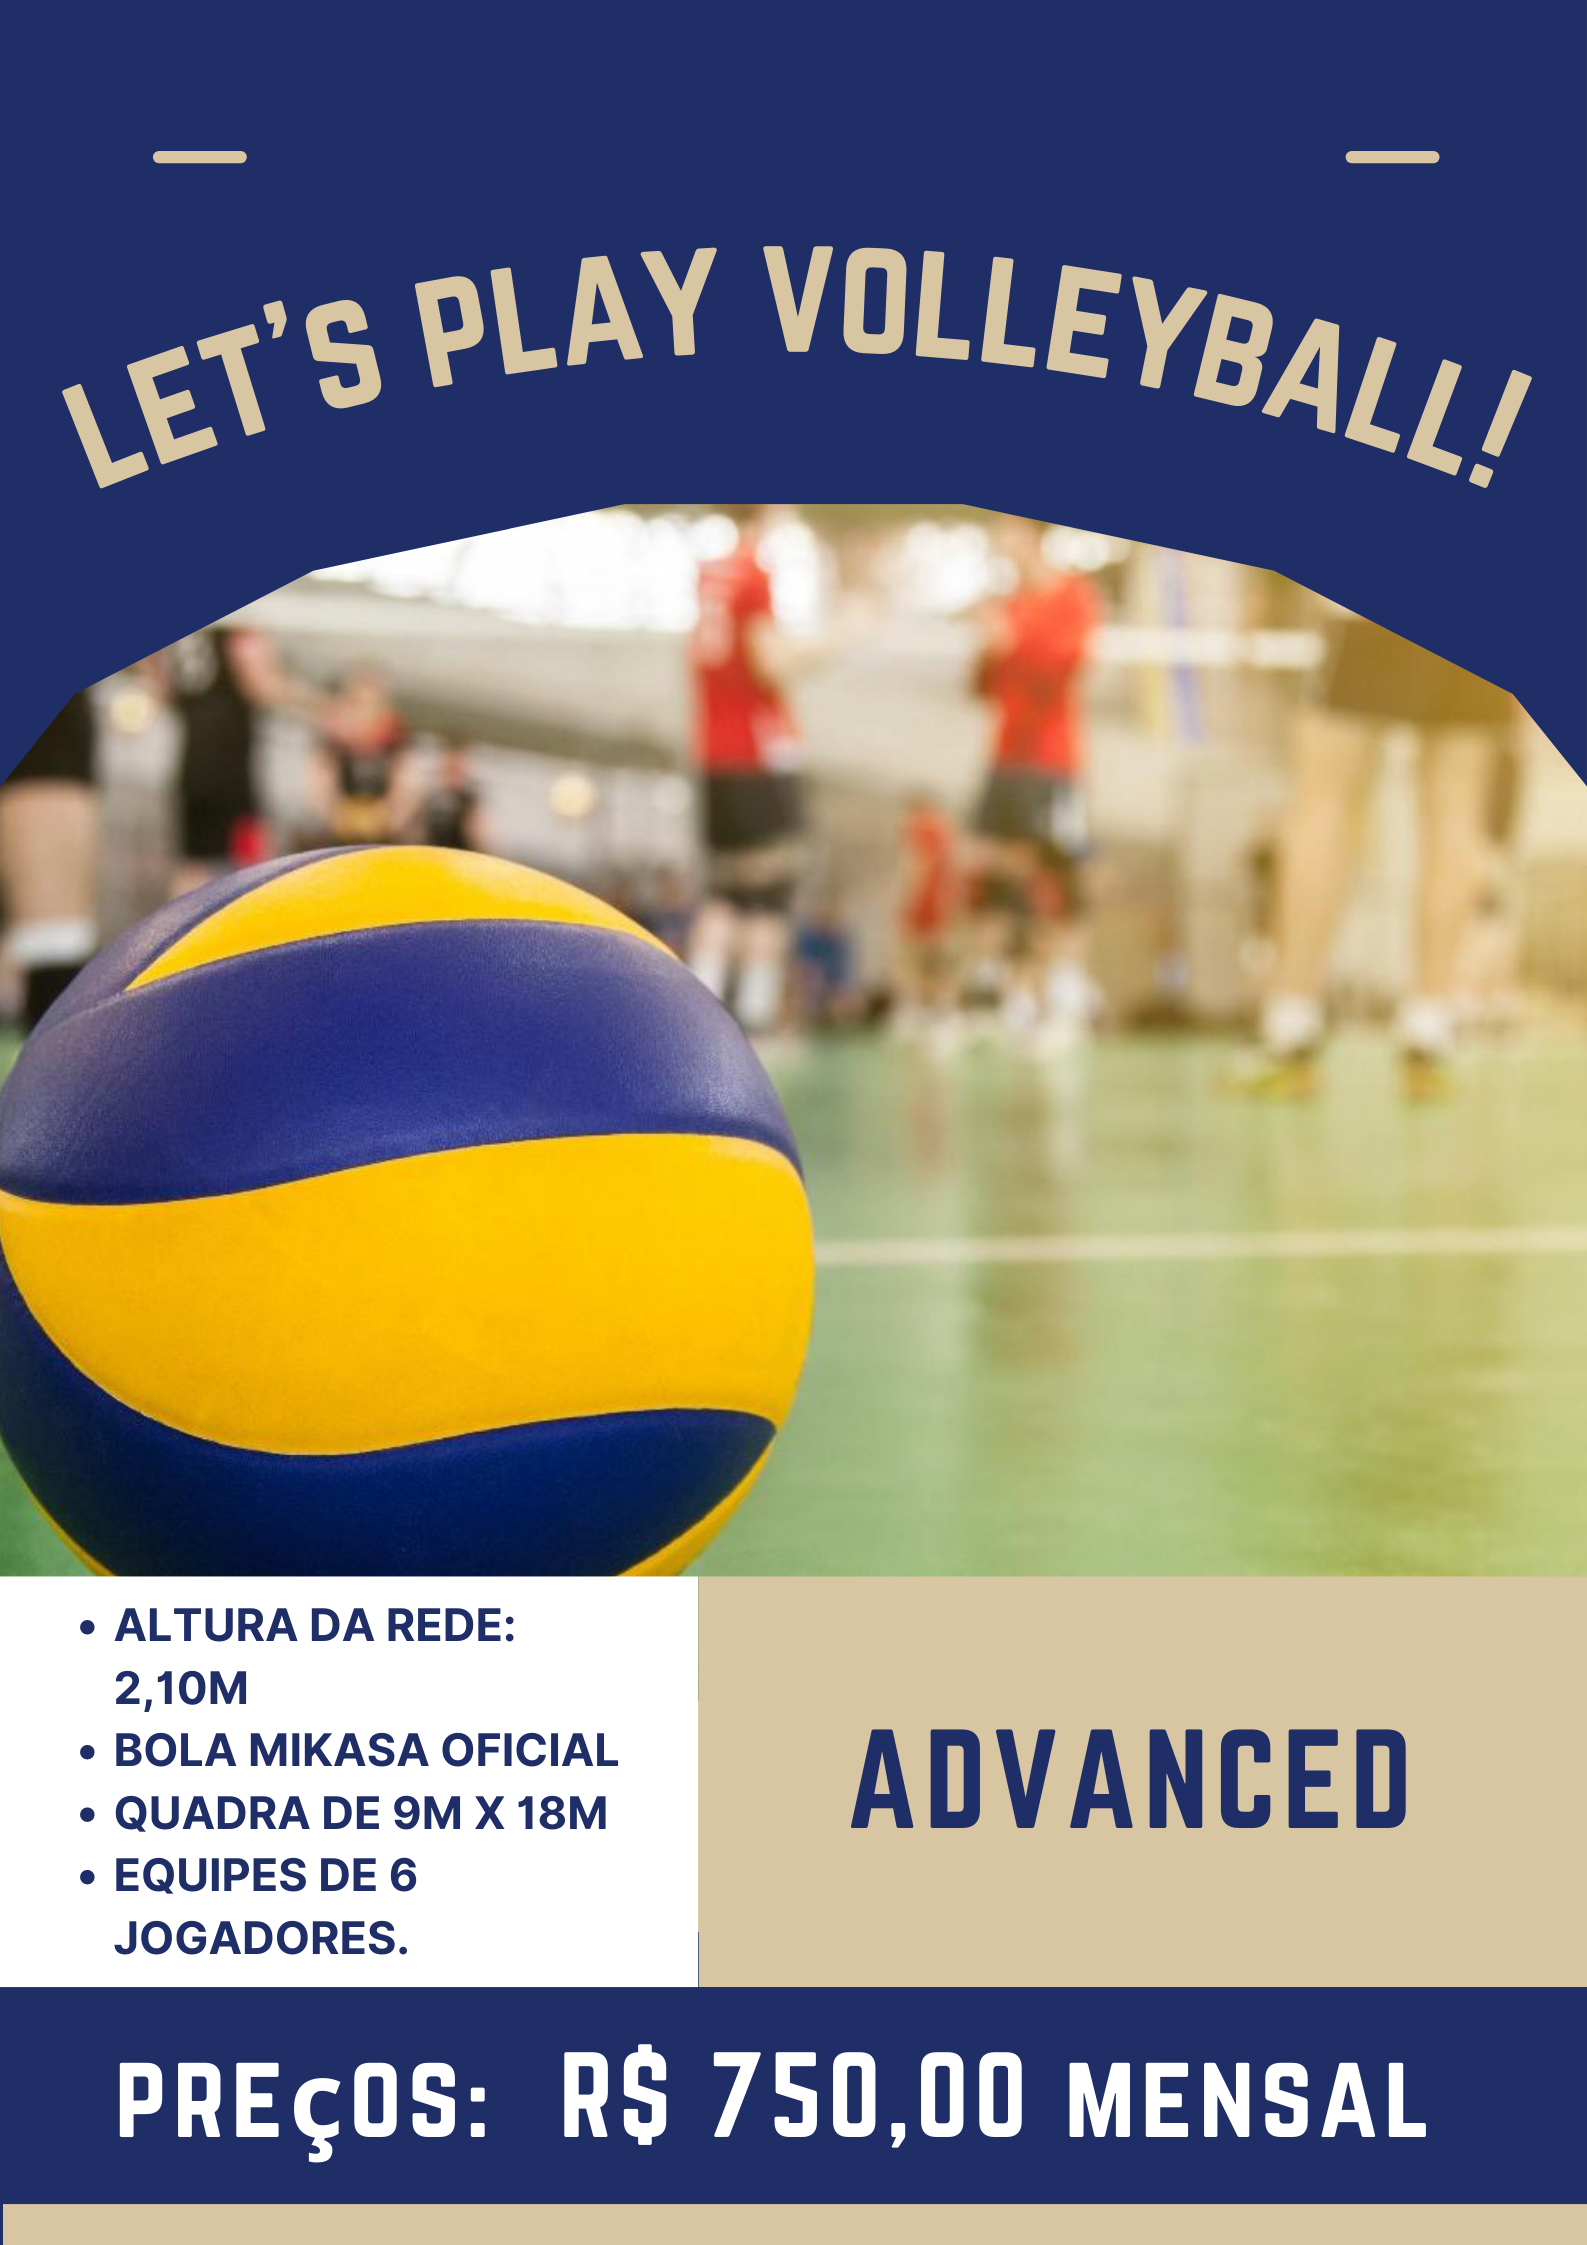 LET'S PLAY VOLLEYBALL!
• ALTURA DA REDE:
2,10M
• BOLA MIKASA OFICIAL
• QUADRA DE 9M X 18M
• EQUIPES DE 6
JOGADORES.
ADVANCED
PREÇOS: R$ 750,00 MENSAL